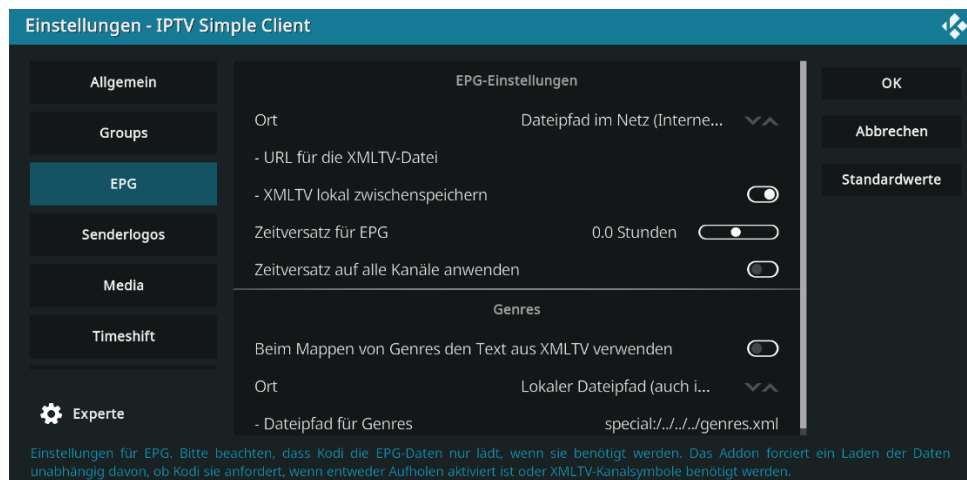 Einstellungen - IPTV Simple Client
Allgemein
Groups
EPG
Senderlogos
Media
Timeshift
Experte
EPG-Einstellungen
Ort Dateipfad im Netz (Interne...
- URL für die XMLTV-Datei
- XMLTV lokal zwischenspeichern
Zeitversatz für EPG 0.0 Stunden
Zeitversatz auf alle Kanäle anwenden
Genres
Beim Mappen von Genres den Text aus XMLTV verwenden
Ort Lokaler Dateipfad (auch i...
- Dateipfad für Genres special:/../../../genres.xml
OK
Abbrechen
Standardwerte
Einstellungen für EPG. Bitte beachten, dass Kodi die EPG-Daten nur lädt, wenn sie benötigt werden. Das Addon forciert ein Laden der Daten
unabhängig davon, ob Kodi sie anfordert, wenn entweder Aufholen aktiviert ist oder XMLTV-Kanalsymbole benötigt werden.